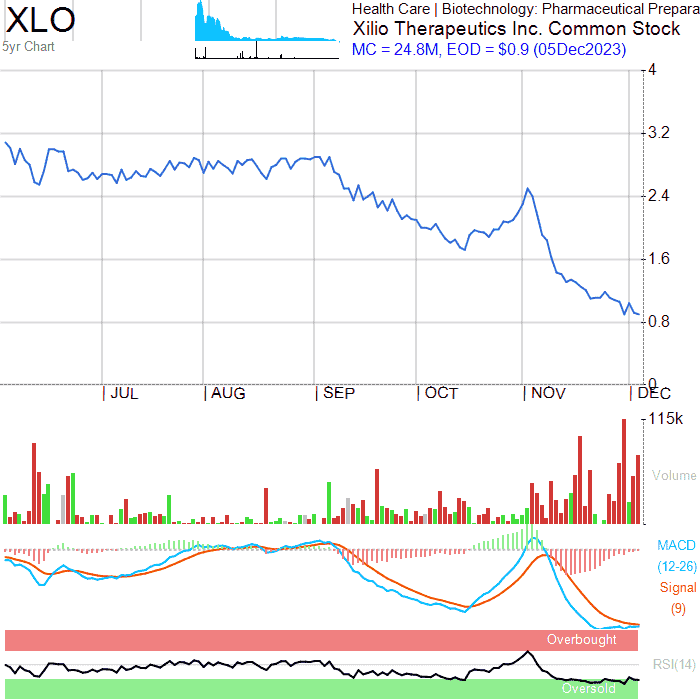 XLO
5yr Chart
Health Care | Biotechnology: Pharmaceutical Prepara
Xilio Therapeutics Inc. Common Stock
MC = 24.8M, EOD = $0.9 (05Dec2023)
4
3.2
2.4
1.6
0.8
0
JUL
AUG
SEP
OCT
NOV
DEC
115k
Volume
MACD
(12-26)
Signal
(9)
Overbought
RSI(14)
Oversold